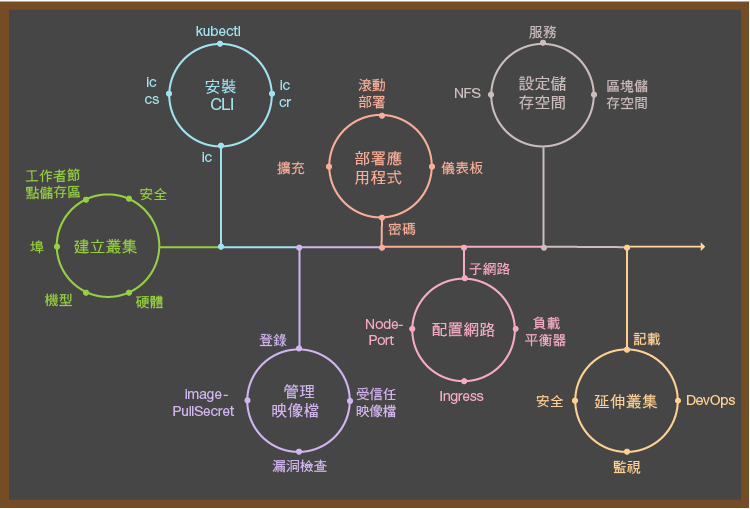 kubectl
ic
cs
安裝
CLI
ic
cr
ic
服務
NFS
設定儲
存空間
區塊儲
存空間
滾動
部署
擴充
部署應
用程式
儀表板
密碼
工作者節
點儲存區
安全
埠
建立叢集
機型
硬體
子網路
Node-
Port
配置網路
負載
平衡器
Ingress
登錄
Image-
PullSecret
管理
映像檔
受信任
映像檔
漏洞檢查
記載
安全
延伸叢集
DevOps
監視